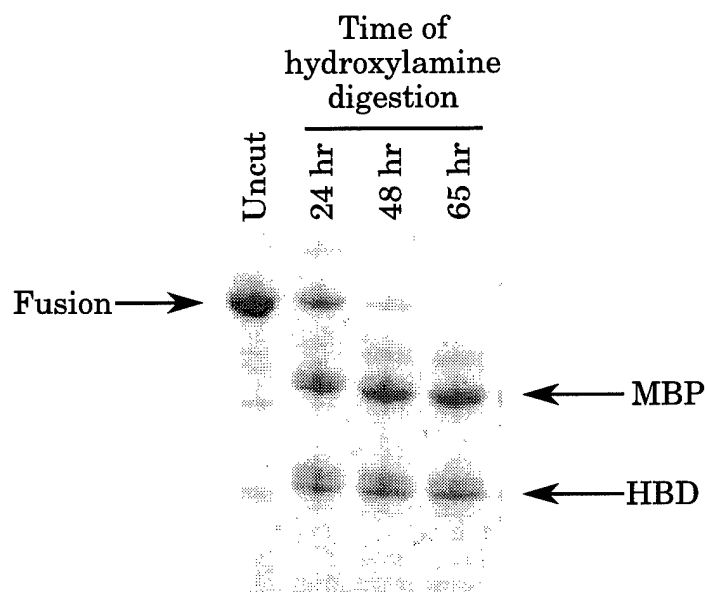 Time of
hydroxylamine
digestion
Uncut
24 hr
48 hr
65 hr
Fusion
MBP
HBD